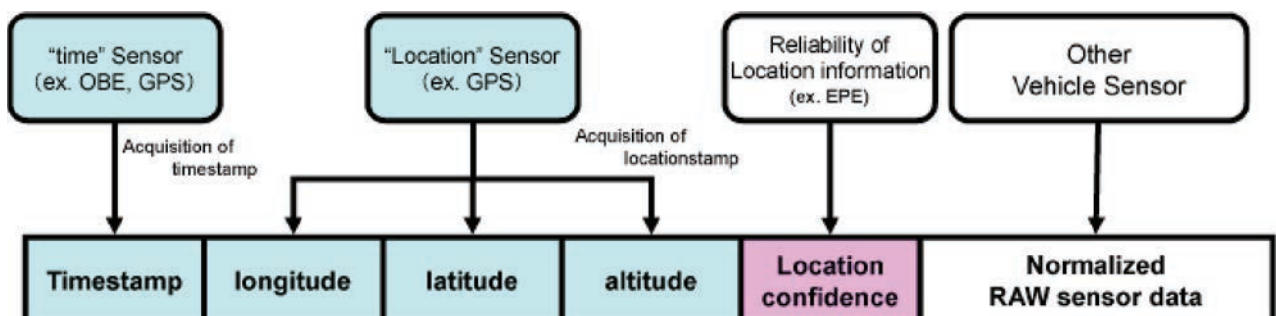 “time” Sensor
(ex. OBE, GPS)
“Location” Sensor
(ex. GPS)
Reliability of
Location information
(ex. EPE)
Other
Vehicle Sensor
Acquisition of
timestamp
Acquisition of
locationstamp
Timestamp
longitude
latitude
altitude
Location
confidence
Normalized
RAW sensor data